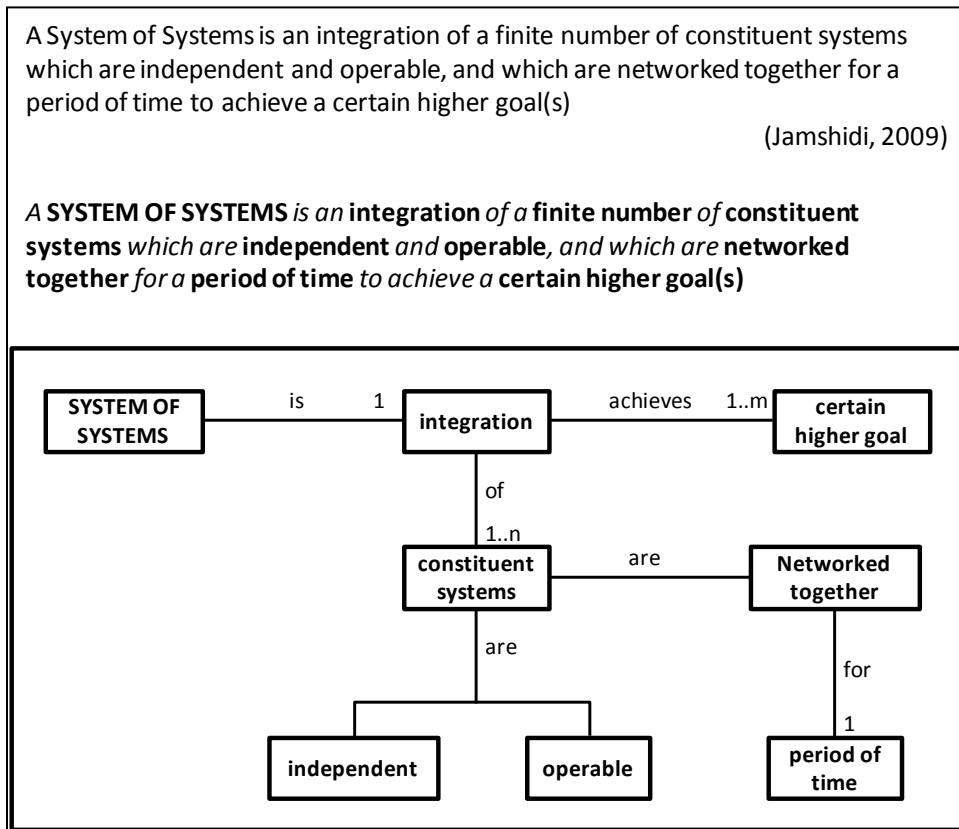 A System of Systems is an integration of a finite number of constituent systems
which are independent and operable, and which are networked together for a
period of time to achieve a certain higher goal(s)
(Jamshidi, 2009)
A SYSTEM OF SYSTEMS is an integration of a finite number of constituent
systems which are independent and operable, and which are networked
together for a period of time to achieve a certain higher goal(s)
SYSTEM OF
SYSTEMS
is
1
integration
achieves
1..m
certain
higher goal
of
1..n
constituent
systems
are
Networked
together
are
for
1
independent
operable
period of
time